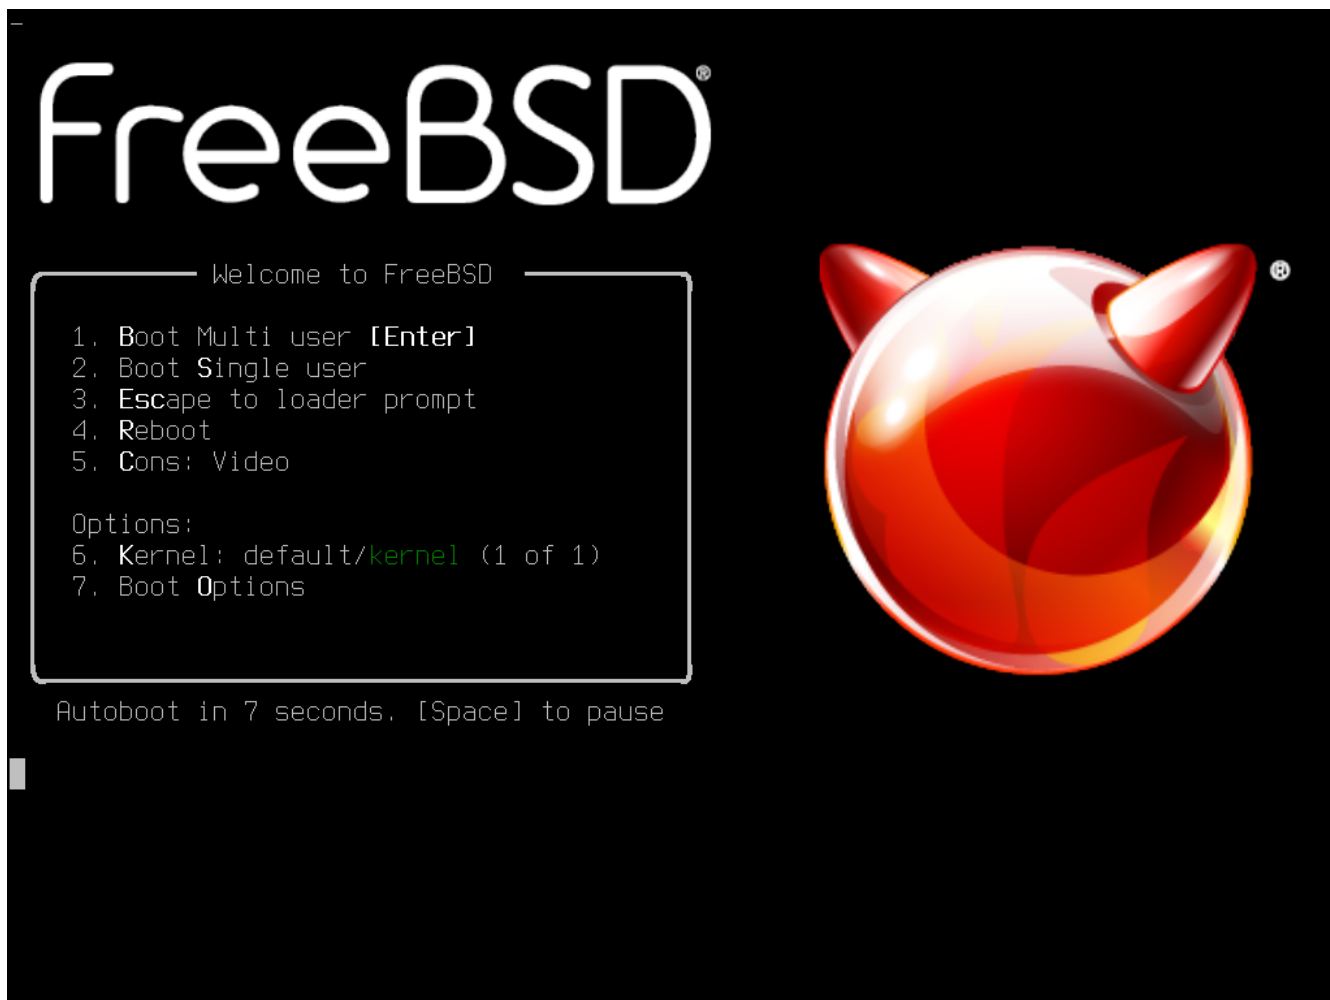 FreeBSD®
Welcome to FreeBSD
1. Boot Multi user [Enter]
2. Boot Single user
3. Escape to loader prompt
4. Reboot
5. Cons: Video
Options:
6. Kernel: default/kernel (1 of 1)
7. Boot Options
Autoboot in 7 seconds. [Space] to pause
®